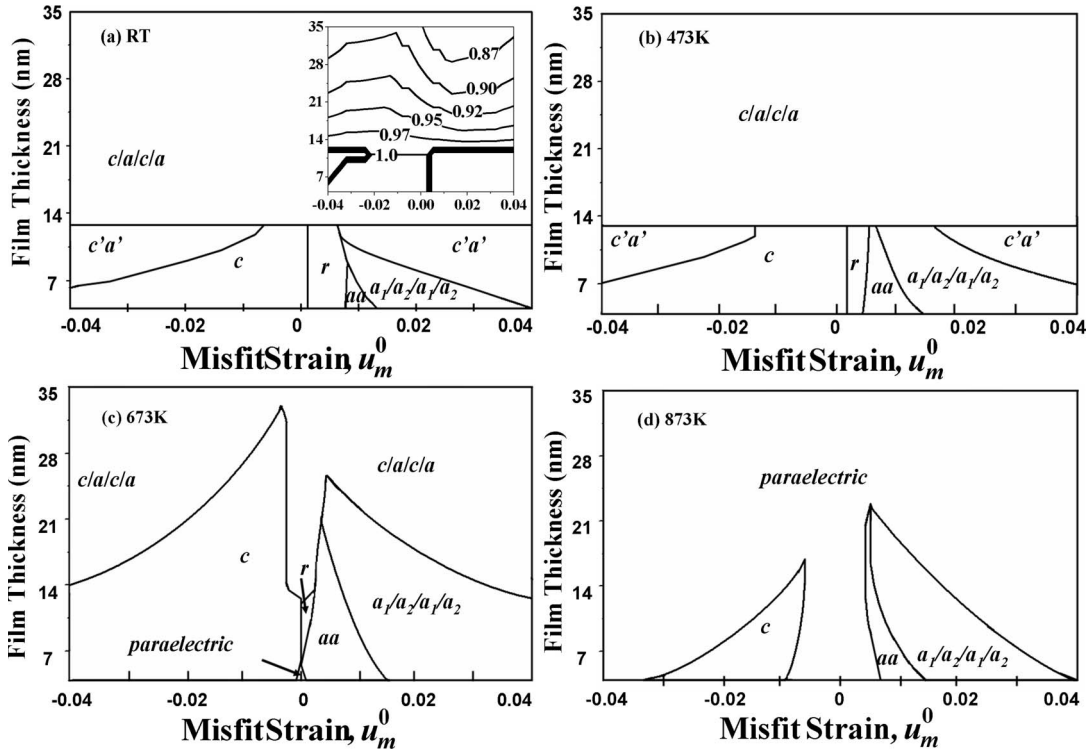 (a) RT
35
28
21
14
7
Film Thickness (nm)
c/a/c/a
c'a'
c
r
aa
a₁/a₂/a₁/a₂
c'a'
-0.04
-0.02
0
0.02
0.04
MisfitStrain, u⁰ₘ
35
28
21
14
7
0.87
0.90
0.92
0.95
0.97
1.0
-0.04
-0.02
0.00
0.02
0.04
(b) 473K
35
28
21
14
7
Film Thickness (nm)
c/a/c/a
c'a'
c
r
aa
a₁/a₂/a₁/a₂
c'a'
-0.04
-0.02
0
0.02
0.04
MisfitStrain, u⁰ₘ
(c) 673K
35
28
21
14
7
Film Thickness (nm)
c/a/c/a
c/a/c/a
c
r
a₁/a₂/a₁/a₂
aa
paraelectric
-0.04
-0.02
0
0.02
0.04
MisfitStrain, u⁰ₘ
(d) 873K
35
28
21
14
7
Film Thickness (nm)
paraelectric
c
aa
a₁/a₂/a₁/a₂
-0.04
-0.02
0
0.02
0.04
Misfit Strain, u⁰ₘ